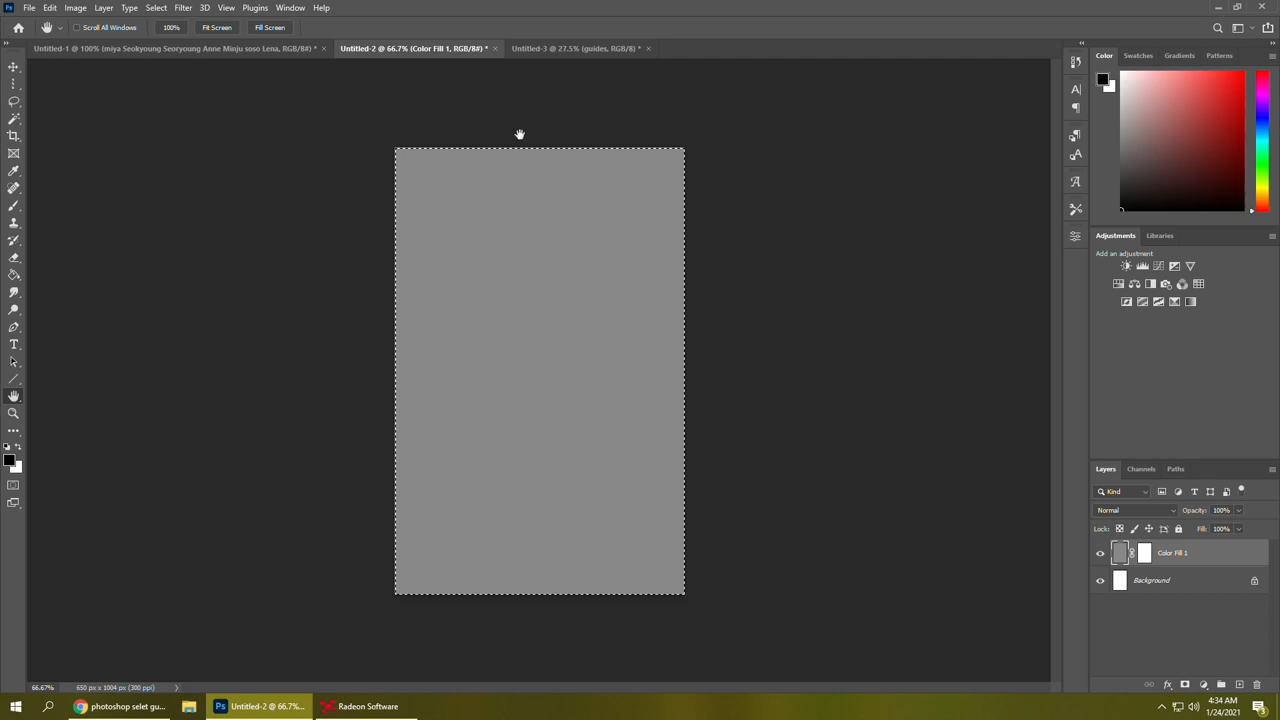 Ps File Edit Image Layer Type Select Filter 3D View Plugins Window Help
Scroll All Windows 100% Fit Screen Fill Screen
Untitled-1 @ 100% (miya Seokyoung Seoryoung Anne Minju soso Lena, RGB/8#) * × Untitled-2 @ 66.7% (Color Fill 1, RGB/8#) * × Untitled-3 @ 27.5% (guides, RGB/8) * ×
Color Swatches Gradients Patterns
Adjustments Libraries
Add an adjustment
Layers Channels Paths
Kind
Normal Opacity: 100%
Lock: Fill: 100%
Color Fill 1
Background
66.67% 650 px x 1004 px (300 ppi)
photoshop selet gu... Ps Untitled-2 @ 66.7%... Radeon Software
4:34 AM
1/24/2021
3